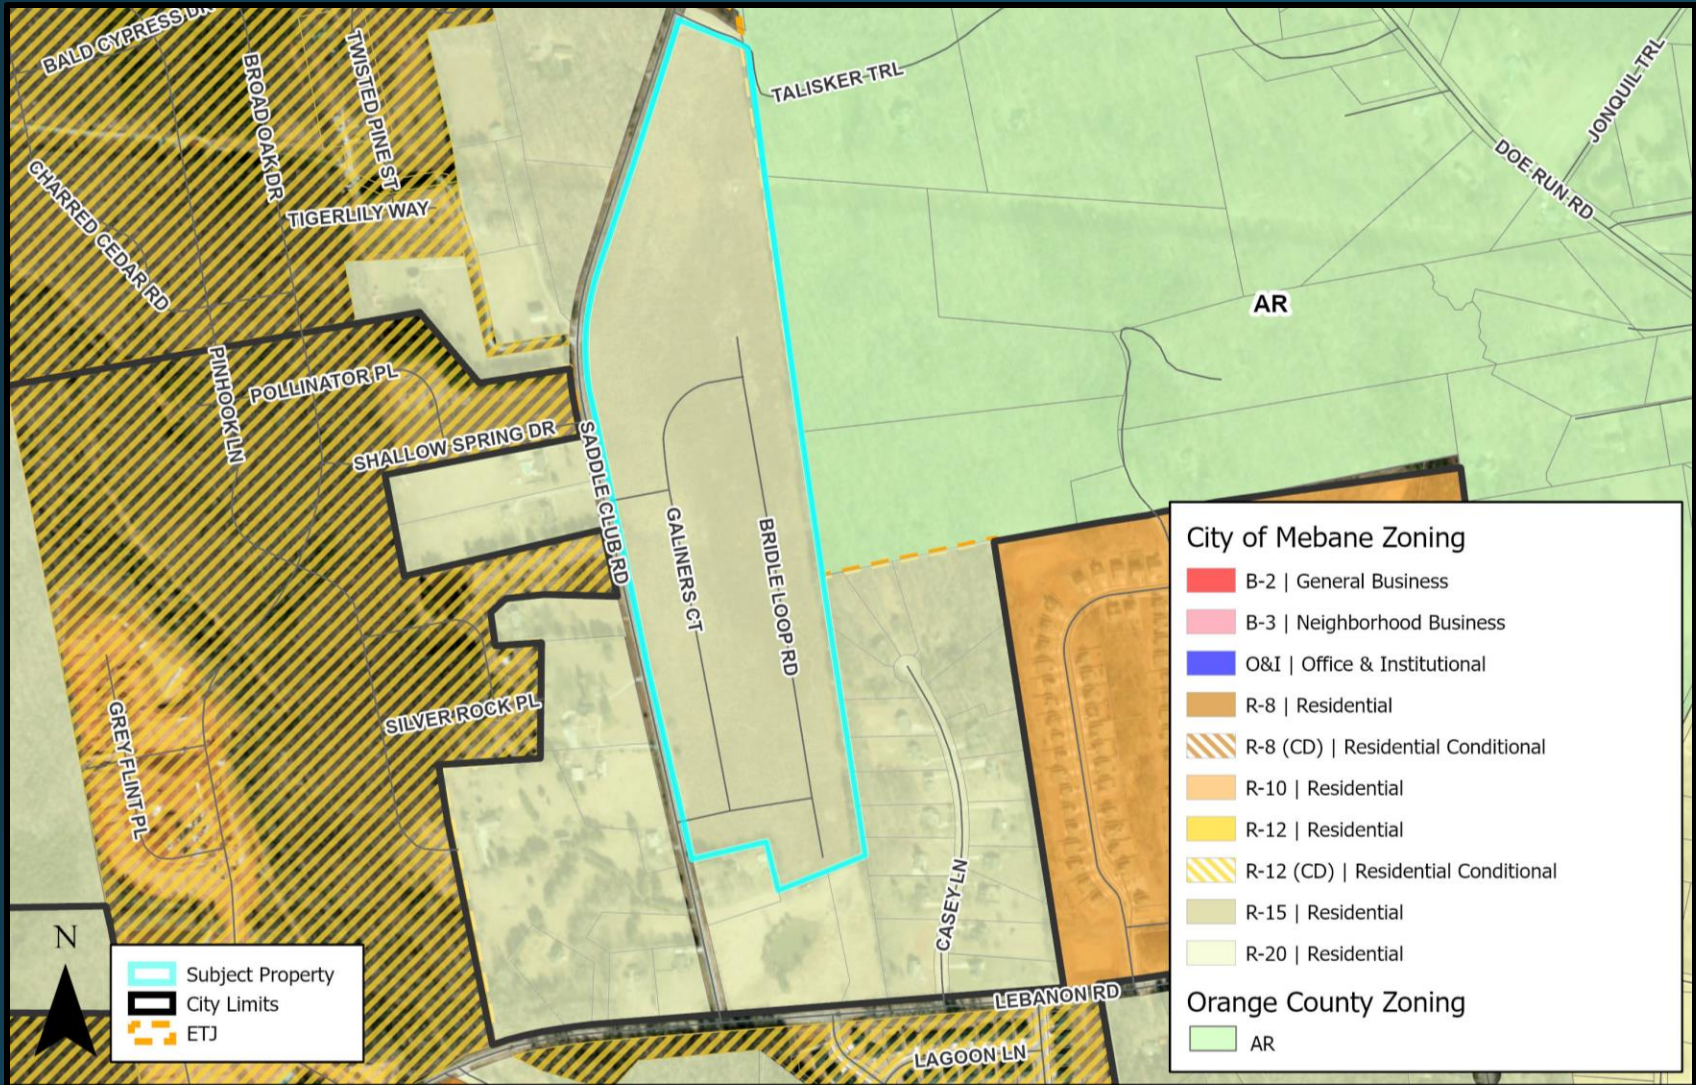 BALD CYPRESS DR
BROAD OAK DR
TWISTED PINE ST
TALISKER TRL
JONQUIL TRL
DOE RUN RD
CHARRED CEDAR RD
TIGERLILY WAY
AR
PINHOOK LN
POLLINATOR PL
SHALLOW SPRING DR
SADDLE CLUB RD
GALINERS CT
BRIDLE LOOP RD
SILVER ROCK PL
GREY FLINT PL
CASEY LN
LEBANON RD
LAGOON LN
N
Subject Property
City Limits
ETJ
City of Mebane Zoning
B-2 | General Business
B-3 | Neighborhood Business
O&I | Office & Institutional
R-8 | Residential
R-8 (CD) | Residential Conditional
R-10 | Residential
R-12 | Residential
R-12 (CD) | Residential Conditional
R-15 | Residential
R-20 | Residential
Orange County Zoning
AR